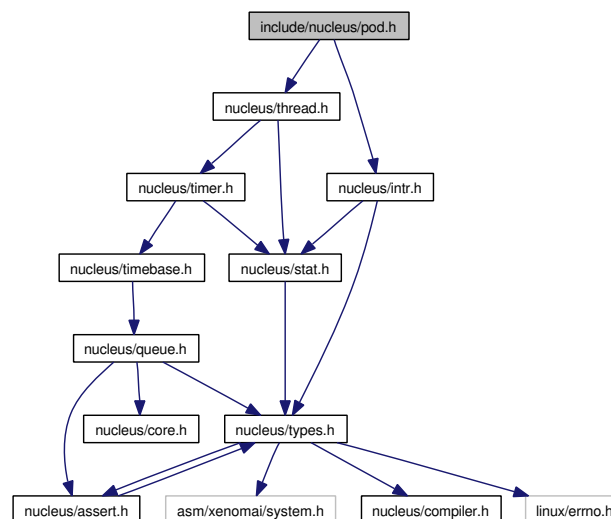 include/nucleus/pod.h
nucleus/thread.h
nucleus/timer.h
nucleus/intr.h
nucleus/timebase.h
nucleus/stat.h
nucleus/queue.h
nucleus/core.h
nucleus/types.h
nucleus/assert.h
asm/xenomai/system.h
nucleus/compiler.h
linux/errno.h